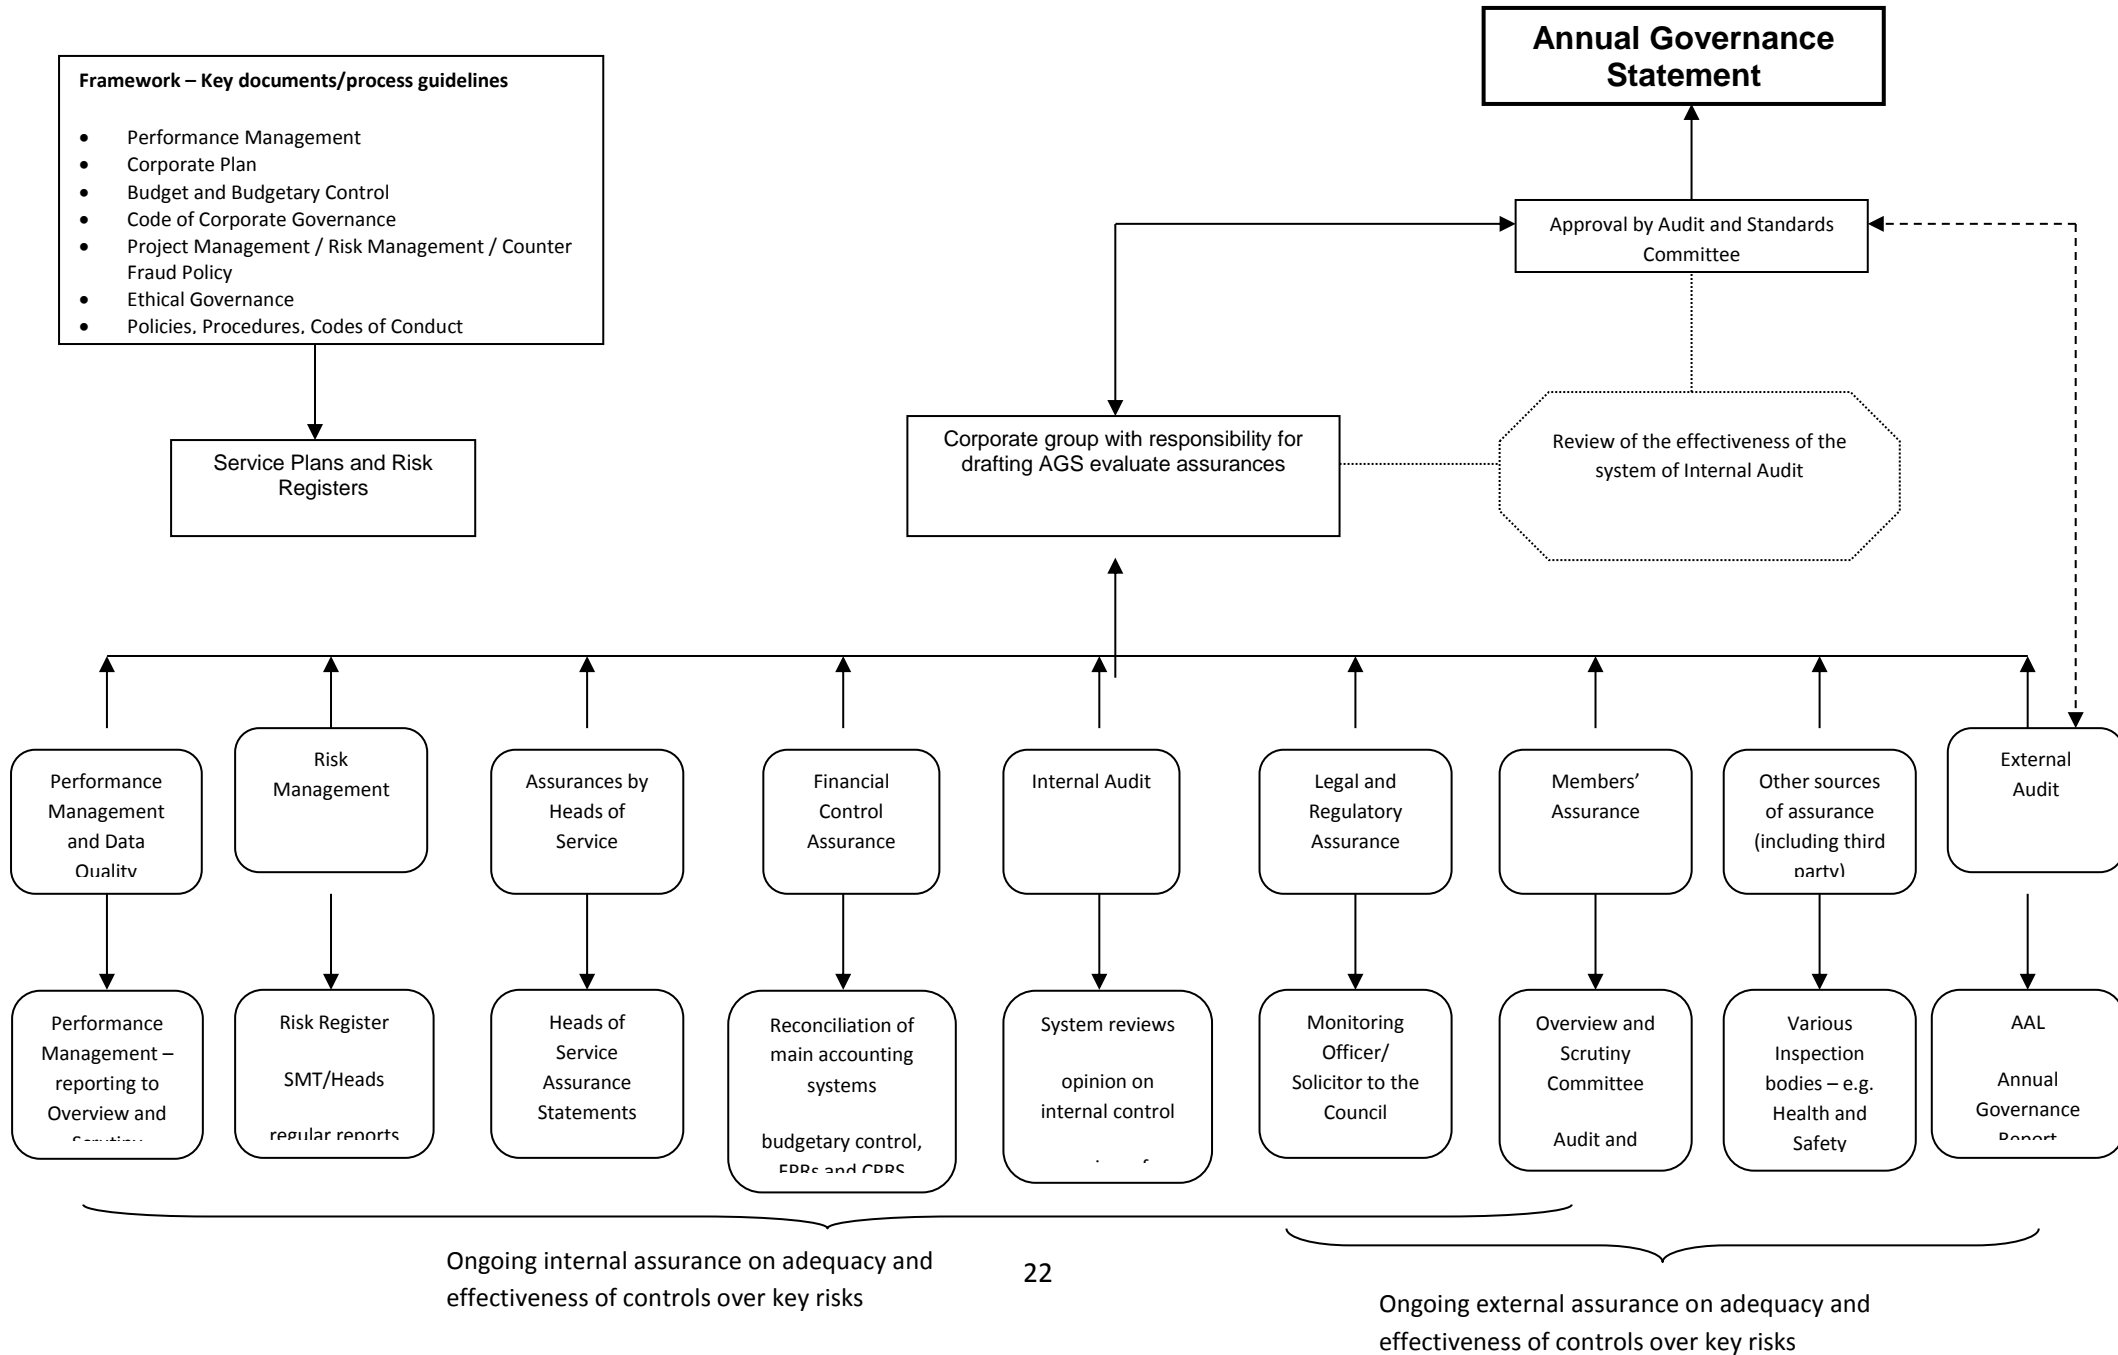 Annual Governance
Statement
Framework – Key documents/process guidelines
• Performance Management
• Corporate Plan
• Budget and Budgetary Control
• Code of Corporate Governance
• Project Management / Risk Management / Counter
Fraud Policy
• Ethical Governance
• Policies, Procedures, Codes of Conduct
Approval by Audit and Standards
Committee
Service Plans and Risk
Registers
Corporate group with responsibility for
drafting AGS evaluate assurances
Review of the effectiveness of the
system of Internal Audit
Performance
Management
and Data
Quality
Risk
Management
Assurances by
Heads of
Service
Financial
Control
Assurance
Internal Audit
Legal and
Regulatory
Assurance
Members’
Assurance
Other sources
of assurance
(including third
party)
External
Audit
Performance
Management –
reporting to
Overview and
Scrutiny
Risk Register
SMT/Heads
regular reports
Heads of
Service
Assurance
Statements
Reconciliation of
main accounting
systems
budgetary control,
and CPRS
System reviews
opinion on
internal control
Monitoring
Officer/
Solicitor to the
Council
Overview and
Scrutiny
Committee
Audit and
Various
Inspection
bodies – e.g.
Health and
Safety
AAL
Annual
Governance
Report
Ongoing internal assurance on adequacy and
effectiveness of controls over key risks
22
Ongoing external assurance on adequacy and
effectiveness of controls over key risks